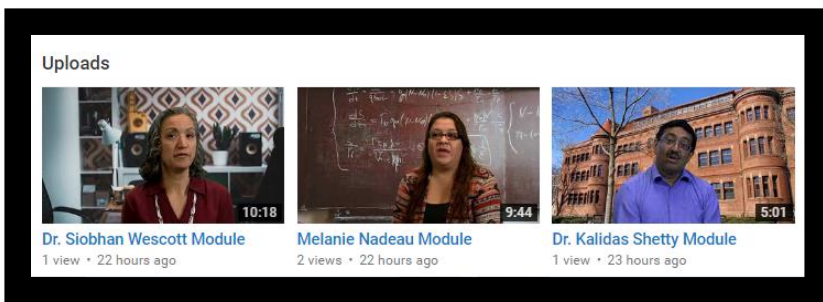 Uploads
10:18
9:44
5:01
Dr. Siobhan Wescott Module
Melanie Nadeau Module
Dr. Kalidas Shetty Module
1 view • 22 hours ago
2 views • 22 hours ago
1 view • 23 hours ago